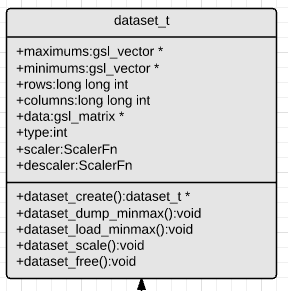 dataset_t
+maximums:gsl_vector *
+minimums:gsl_vector *
+rows:long long int
+columns:long long int
+data:gsl_matrix *
+type:int
+scaler:ScalerFn
+descaler:ScalerFn
+dataset_create():dataset_t *
+dataset_dump_minmax():void
+dataset_load_minmax():void
+dataset_scale():void
+dataset_free():void